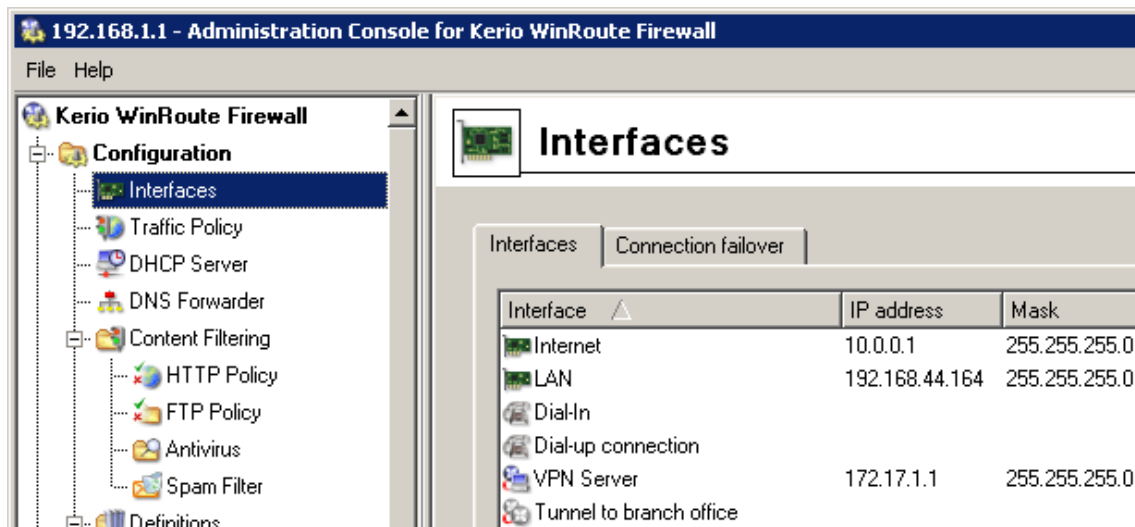 192.168.1.1 - Administration Console for Kerio WinRoute Firewall
File Help
Kerio WinRoute Firewall
Configuration
Interfaces
Traffic Policy
DHCP Server
DNS Forwarder
Content Filtering
HTTP Policy
FTP Policy
Antivirus
Spam Filter
Definitions
Interfaces
Interfaces Connection failover
Interface IP address Mask
Internet 10.0.0.1 255.255.255.0
LAN 192.168.44.164 255.255.255.0
Dial-In
Dial-up connection
VPN Server 172.17.1.1 255.255.255.0
Tunnel to branch office